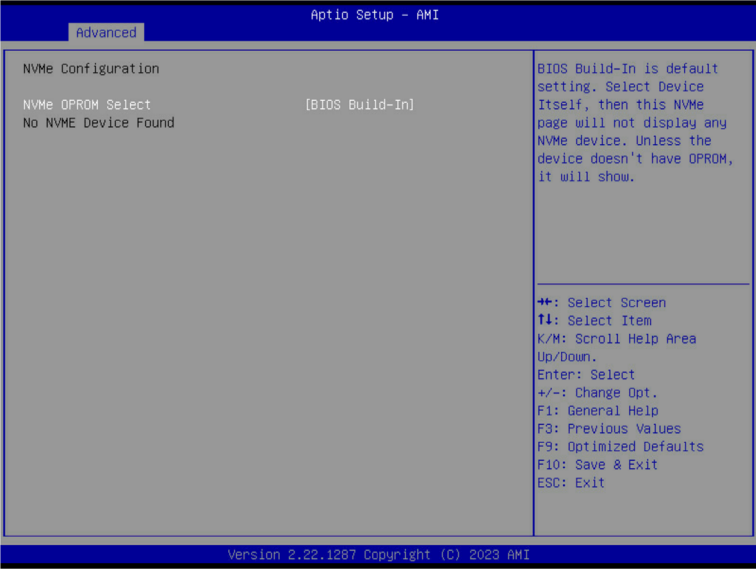 Aptio Setup – AMI
Advanced
NVMe Configuration
NVMe OPROM Select [BIOS Build-In]
No NVME Device Found
BIOS Build-In is default
setting. Select Device
Itself, then this NVMe
page will not display any
NVMe device. Unless the
device doesn't have OPROM,
it will show.
→←: Select Screen
↑↓: Select Item
K/M: Scroll Help Area
Up/Down.
Enter: Select
+/-: Change Opt.
F1: General Help
F3: Previous Values
F9: Optimized Defaults
F10: Save & Exit
ESC: Exit
Version 2.22.1287 Copyright (C) 2023 AMI